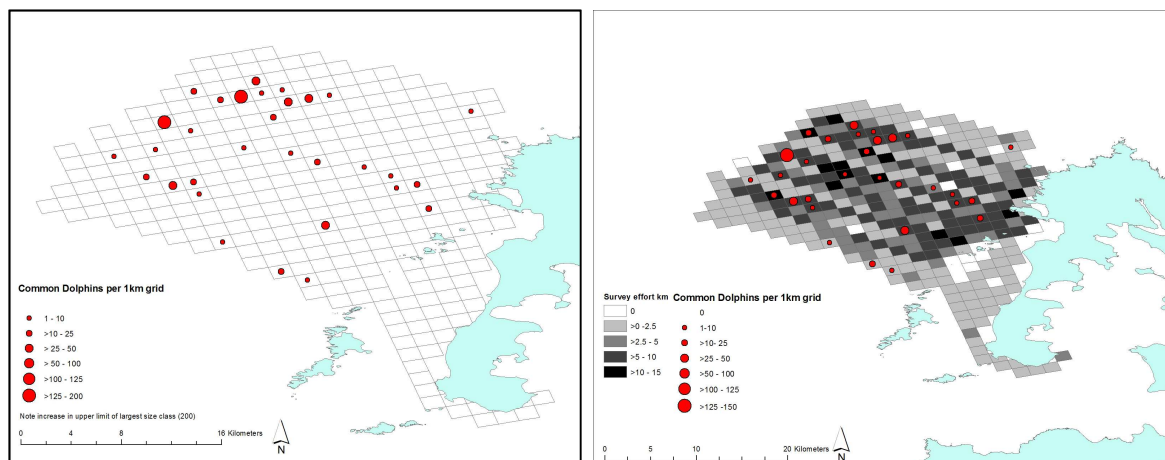 Common Dolphins per 1km grid
1 - 10
>10 - 25
> 25 - 50
> 50 - 100
>100 - 125
>125 - 200
Note increase in upper limit of largest size class (200)
0 4 8 16 Kilometers
N
Survey effort km
0
>0 -2.5
>2.5 - 5
>5 - 10
>10 - 15
Common Dolphins per 1km grid
0
1-10
>10- 25
>25 - 50
>50 - 100
>100 - 125
>125 -150
0 5 10 20 Kilometers
N